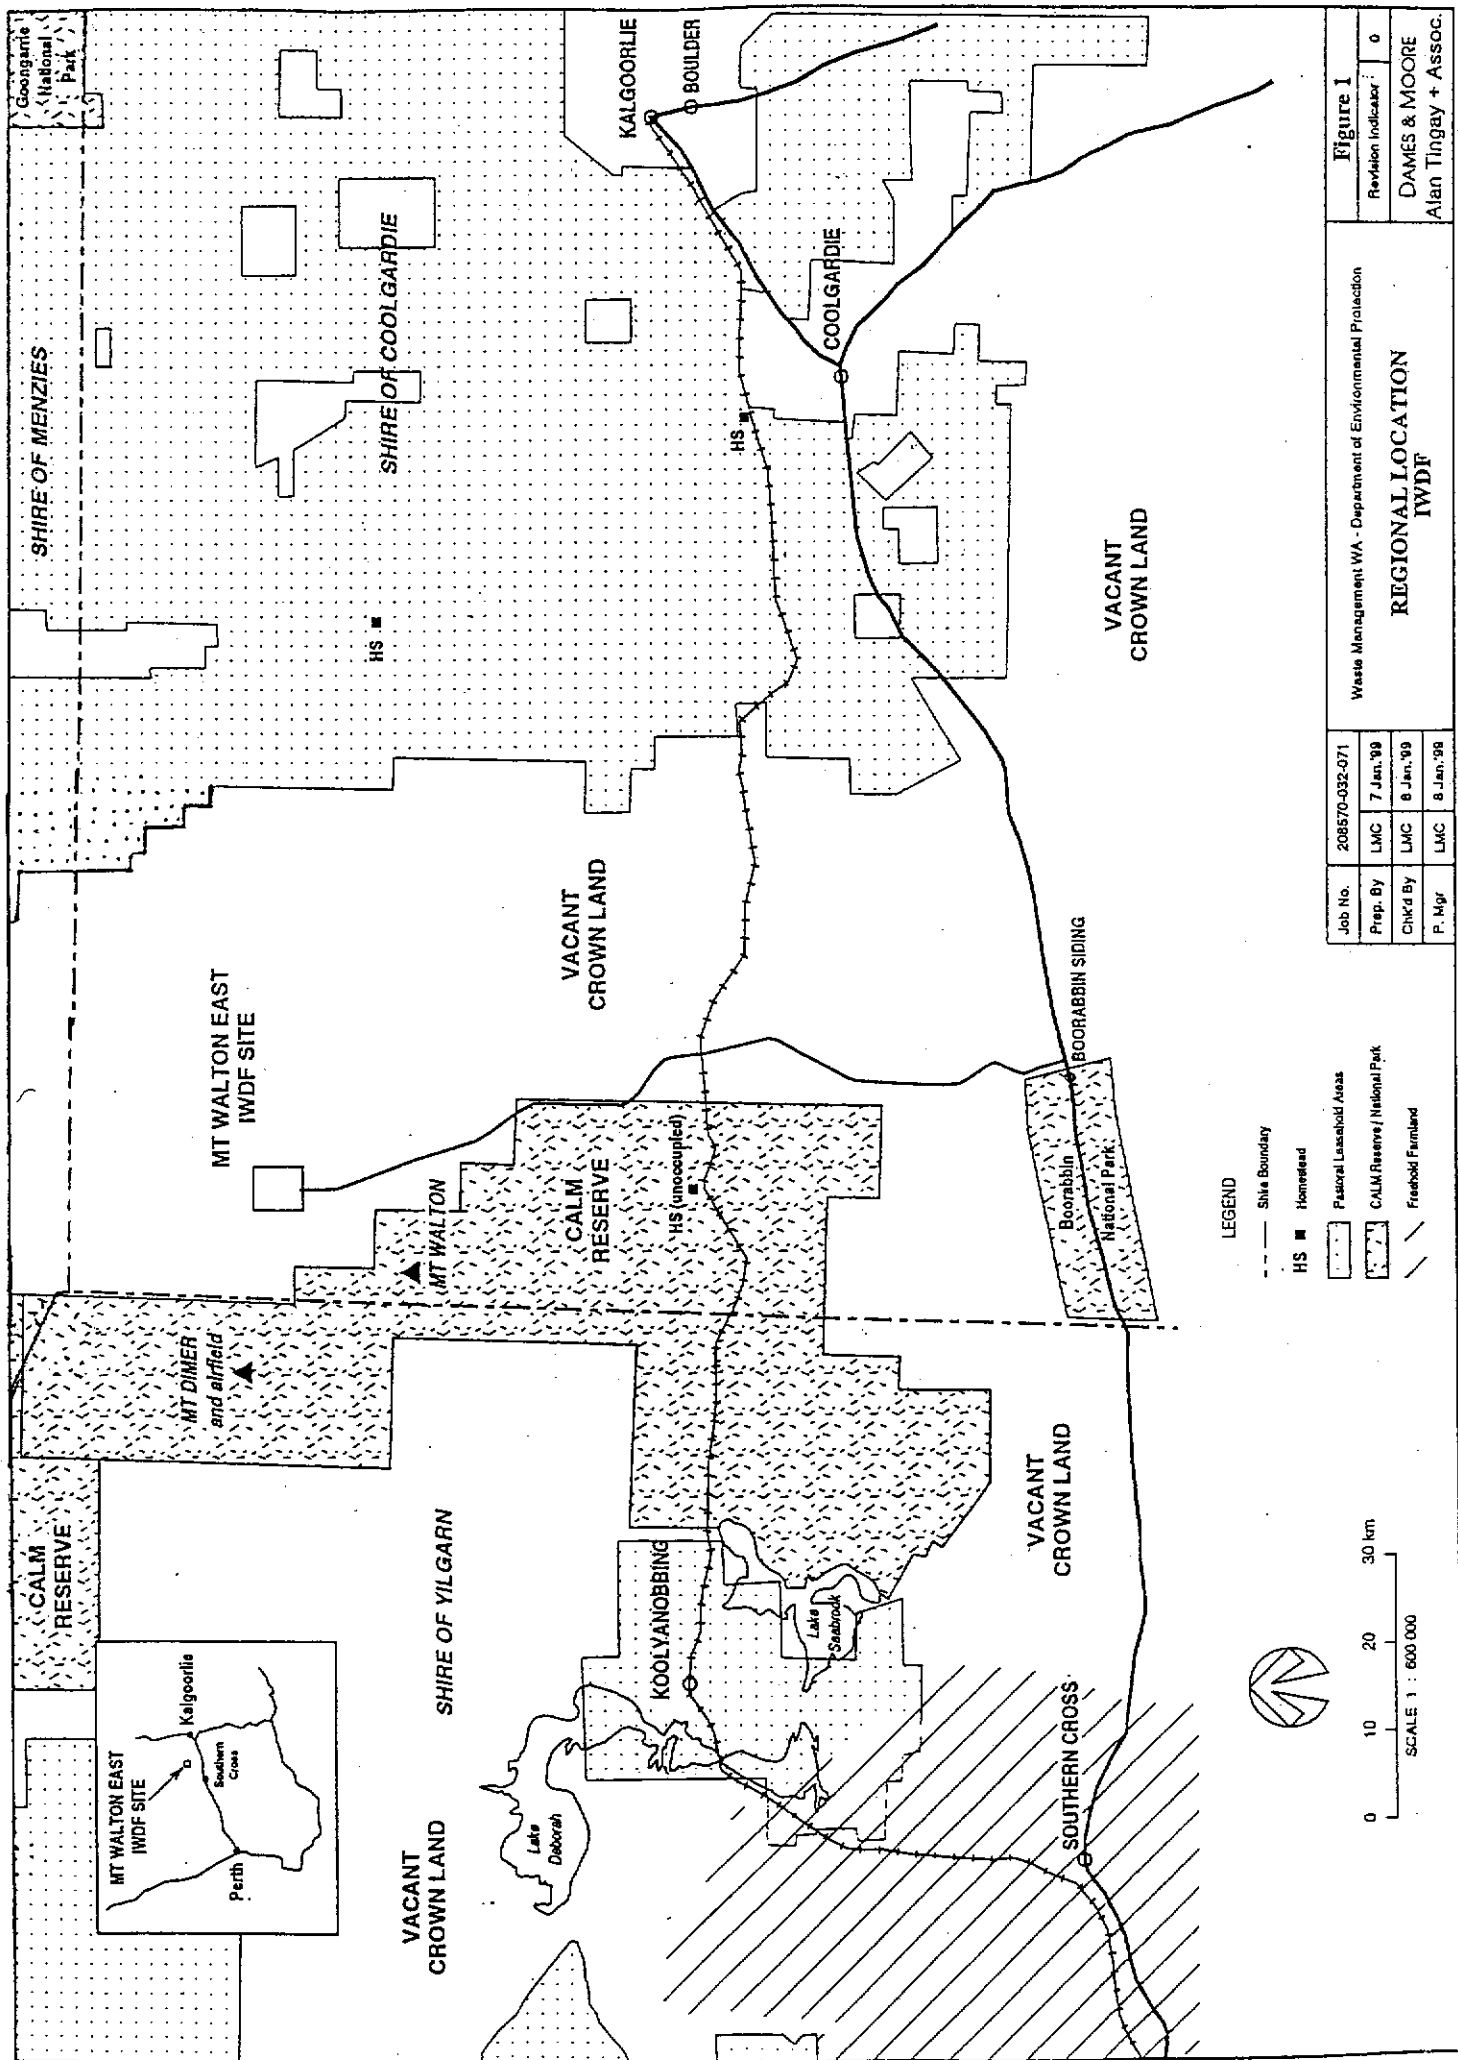 Goongarrie
National
Park
SHIRE OF MENZIES
KALGOORLIE
BOULDER
SHIRE OF COOLGARDIE
COOLGARDIE
HS
HS
VACANT
CROWN LAND
VACANT
CROWN LAND
MT WALTON EAST
IWDF SITE
BOORABBIN SIDING
Boorabbin
National Park
CALM
RESERVE
HS (unoccupied)
MT WALTON
MT DIMER
and airfield
CALM
RESERVE
SHIRE OF YILGARN
KOOLYANOBBING
Lake
Seabrook
VACANT
CROWN LAND
Lake
Deborah
VACANT
CROWN LAND
SOUTHERN CROSS
MT WALTON EAST
IWDF SITE
Kalgoorlie
Southern
Cross
Perth
LEGEND
Shire Boundary
HS Homestead
Pastoral Leasehold Areas
CALM Reserve / National Park
Freehold Farmland
0 10 20 30 km
SCALE 1 : 600 000
Job No. 208570-032-071
Prep. By LMC 7 Jan.'99
Chk'd By LMC 8 Jan.'99
P. Mgr LMC 8 Jan.'99
Waste Management WA - Department of Environmental Protection
REGIONAL LOCATION
IWDF
Figure 1
Revision Indicator 0
DAMES & MOORE
Alan Tingay + Assoc.